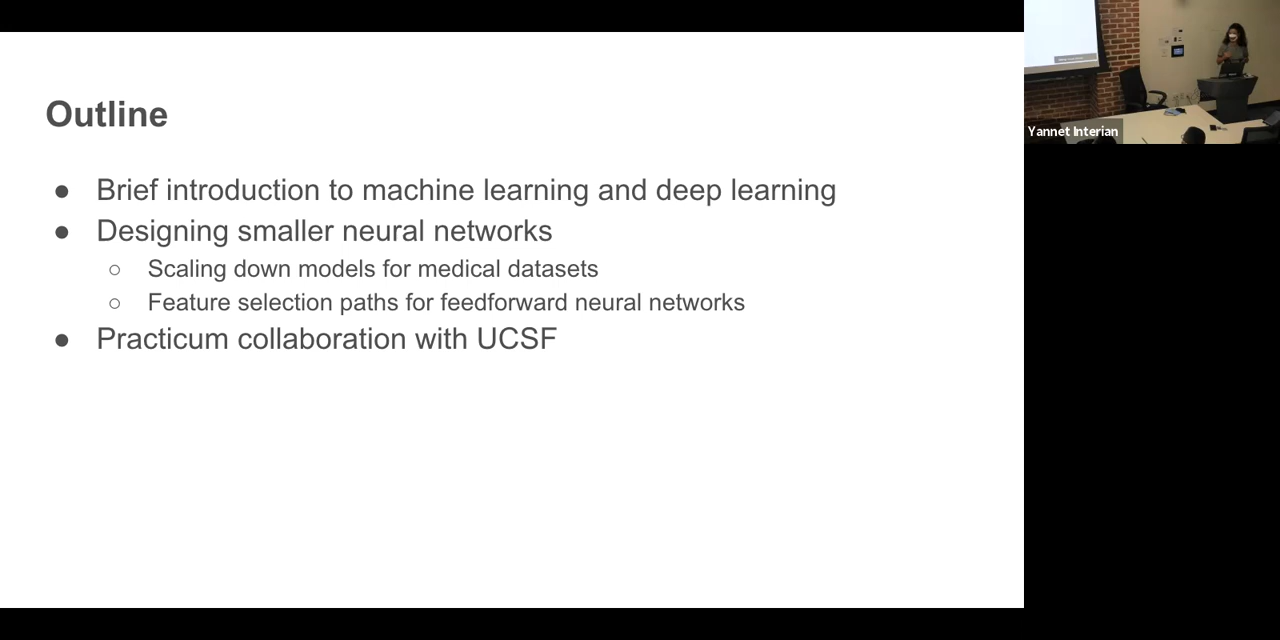 Outline
● Brief introduction to machine learning and deep learning
● Designing smaller neural networks
○ Scaling down models for medical datasets
○ Feature selection paths for feedforward neural networks
● Practicum collaboration with UCSF
Yannet Interian